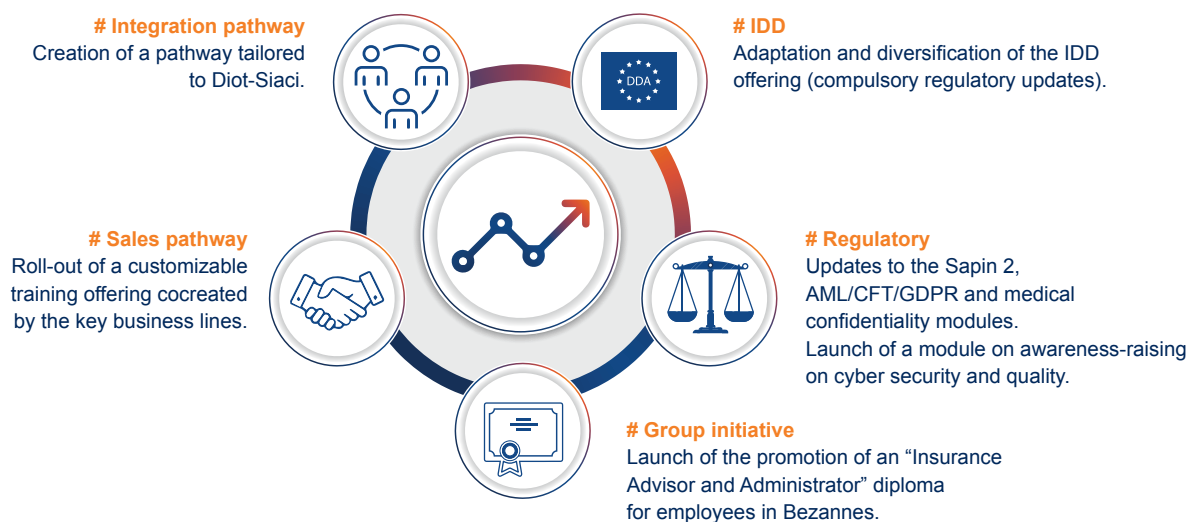 # Integration pathway
Creation of a pathway tailored
to Diot-Siaci.
# IDD
Adaptation and diversification of the IDD
offering (compulsory regulatory updates).
DDA
# Sales pathway
Roll-out of a customizable
training offering cocreated
by the key business lines.
# Regulatory
Updates to the Sapin 2,
AML/CFT/GDPR and medical
confidentiality modules.
Launch of a module on awareness-raising
on cyber security and quality.
# Group initiative
Launch of the promotion of an “Insurance
Advisor and Administrator” diploma
for employees in Bezannes.